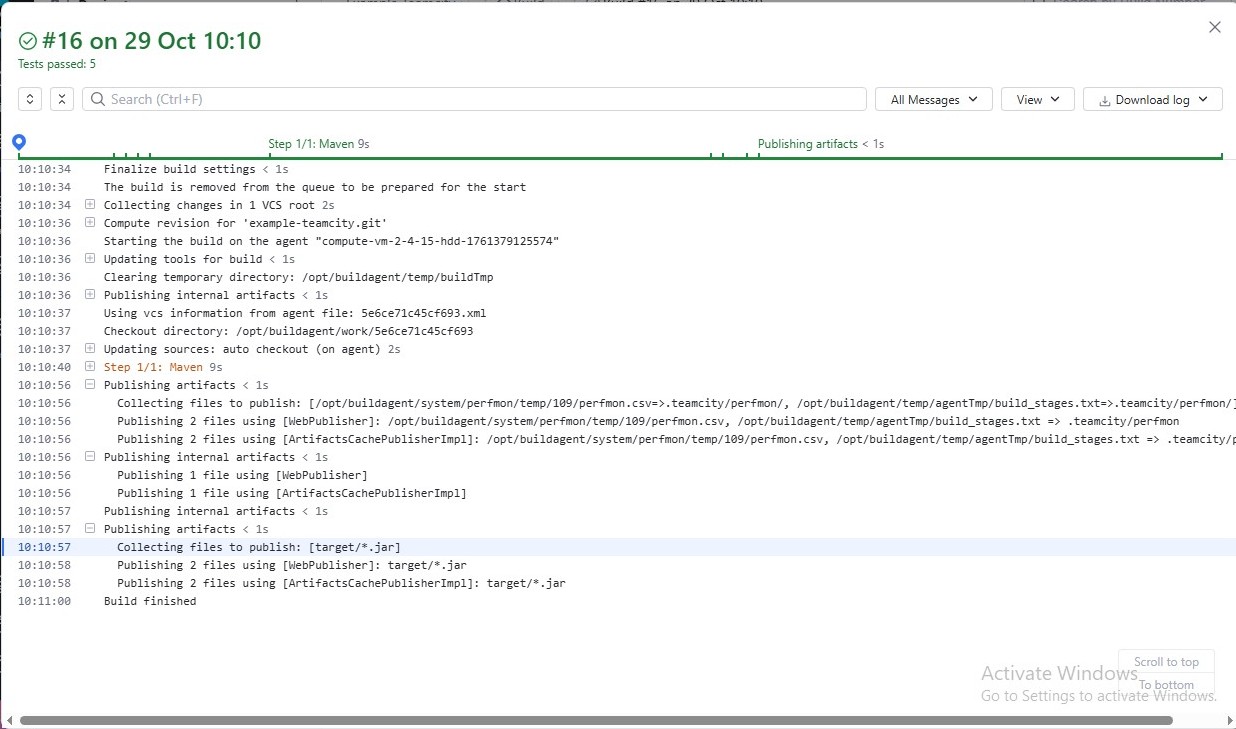 #16 on 29 Oct 10:10
Tests passed: 5
Search (Ctrl+F)
All Messages
View
Download log
Step 1/1: Maven 9s
Publishing artifacts < 1s
10:10:34 Finalize build settings < 1s
10:10:34 The build is removed from the queue to be prepared for the start
10:10:34 Collecting changes in 1 VCS root 2s
10:10:36 Compute revision for 'example-teamcity.git'
10:10:36 Starting the build on the agent "compute-vm-2-4-15-hdd-1761379125574"
10:10:36 Updating tools for build < 1s
10:10:36 Clearing temporary directory: /opt/buildagent/temp/buildTmp
10:10:36 Publishing internal artifacts < 1s
10:10:37 Using vcs information from agent file: 5e6ce71c45cf693.xml
10:10:37 Checkout directory: /opt/buildagent/work/5e6ce71c45cf693
10:10:37 Updating sources: auto checkout (on agent) 2s
10:10:40 Step 1/1: Maven 9s
10:10:56 Publishing artifacts < 1s
10:10:56 Collecting files to publish: [/opt/buildagent/system/perfmon/temp/109/perfmon.csv=>.teamcity/perfmon/, /opt/buildagent/temp/agentTmp/build_stages.txt=>.teamcity/perfmon/]
10:10:56 Publishing 2 files using [WebPublisher]: /opt/buildagent/system/perfmon/temp/109/perfmon.csv, /opt/buildagent/temp/agentTmp/build_stages.txt => .teamcity/perfmon
10:10:56 Publishing 2 files using [ArtifactsCachePublisherImpl]: /opt/buildagent/system/perfmon/temp/109/perfmon.csv, /opt/buildagent/temp/agentTmp/build_stages.txt => .teamcity/p
10:10:56 Publishing internal artifacts < 1s
10:10:56 Publishing 1 file using [WebPublisher]
10:10:56 Publishing 1 file using [ArtifactsCachePublisherImpl]
10:10:57 Publishing internal artifacts < 1s
10:10:57 Publishing artifacts < 1s
10:10:57 Collecting files to publish: [target/*.jar]
10:10:58 Publishing 2 files using [WebPublisher]: target/*.jar
10:10:58 Publishing 2 files using [ArtifactsCachePublisherImpl]: target/*.jar
10:11:00 Build finished
Scroll to top
Activate Windows
To bottom
Go to Settings to activate Windows.